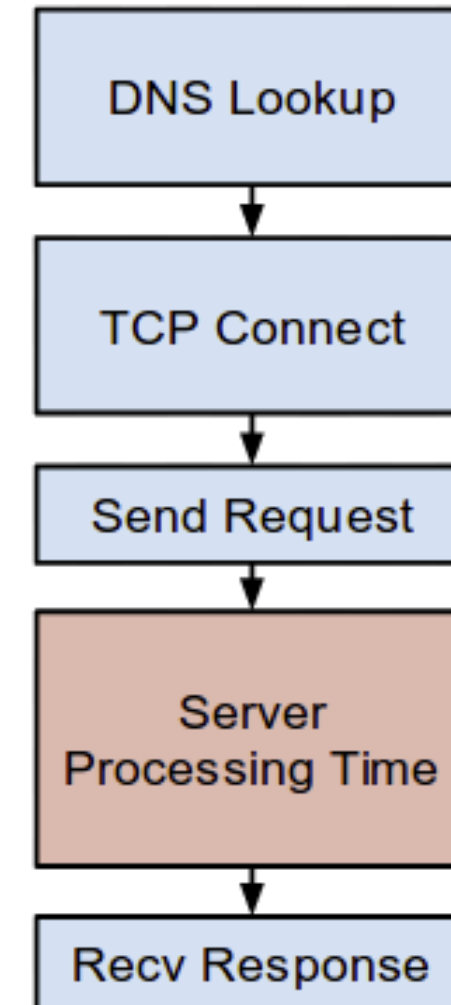 DNS Lookup
TCP Connect
Send Request
Server
Processing Time
Recv Response